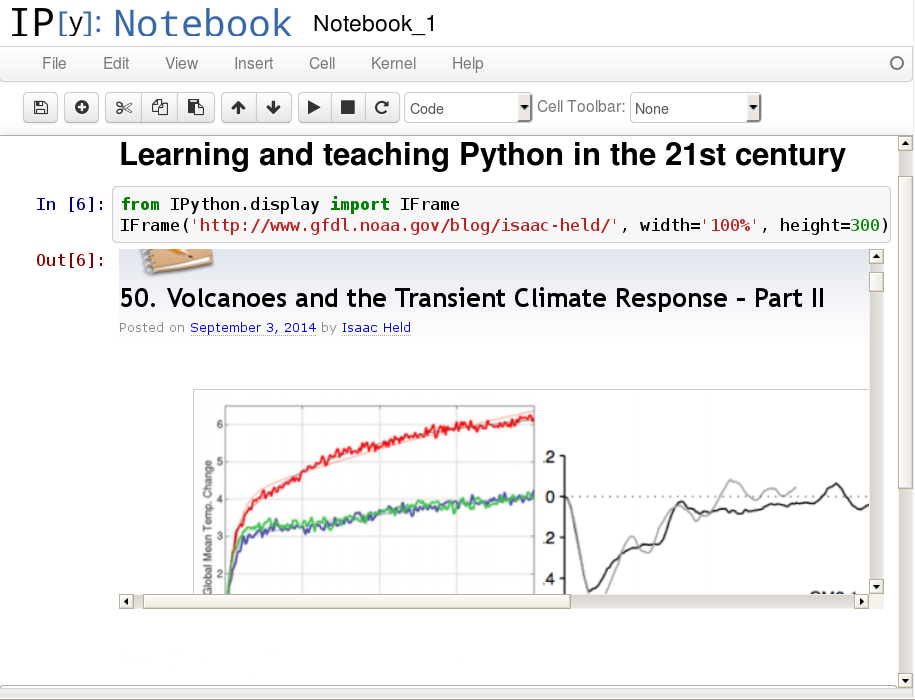 IP[y]: Notebook Notebook_1
File Edit View Insert Cell Kernel Help
Code Cell Toolbar: None
Learning and teaching Python in the 21st century
In [6]: from IPython.display import IFrame
IFrame('http://www.gfdl.noaa.gov/blog/isaac-held/', width='100%', height=300)
Out[6]:
50. Volcanoes and the Transient Climate Response – Part II
Posted on September 3, 2014 by Isaac Held
Global Mean Temp. Change
6
5
4
3
2
.2
0
.2
.4